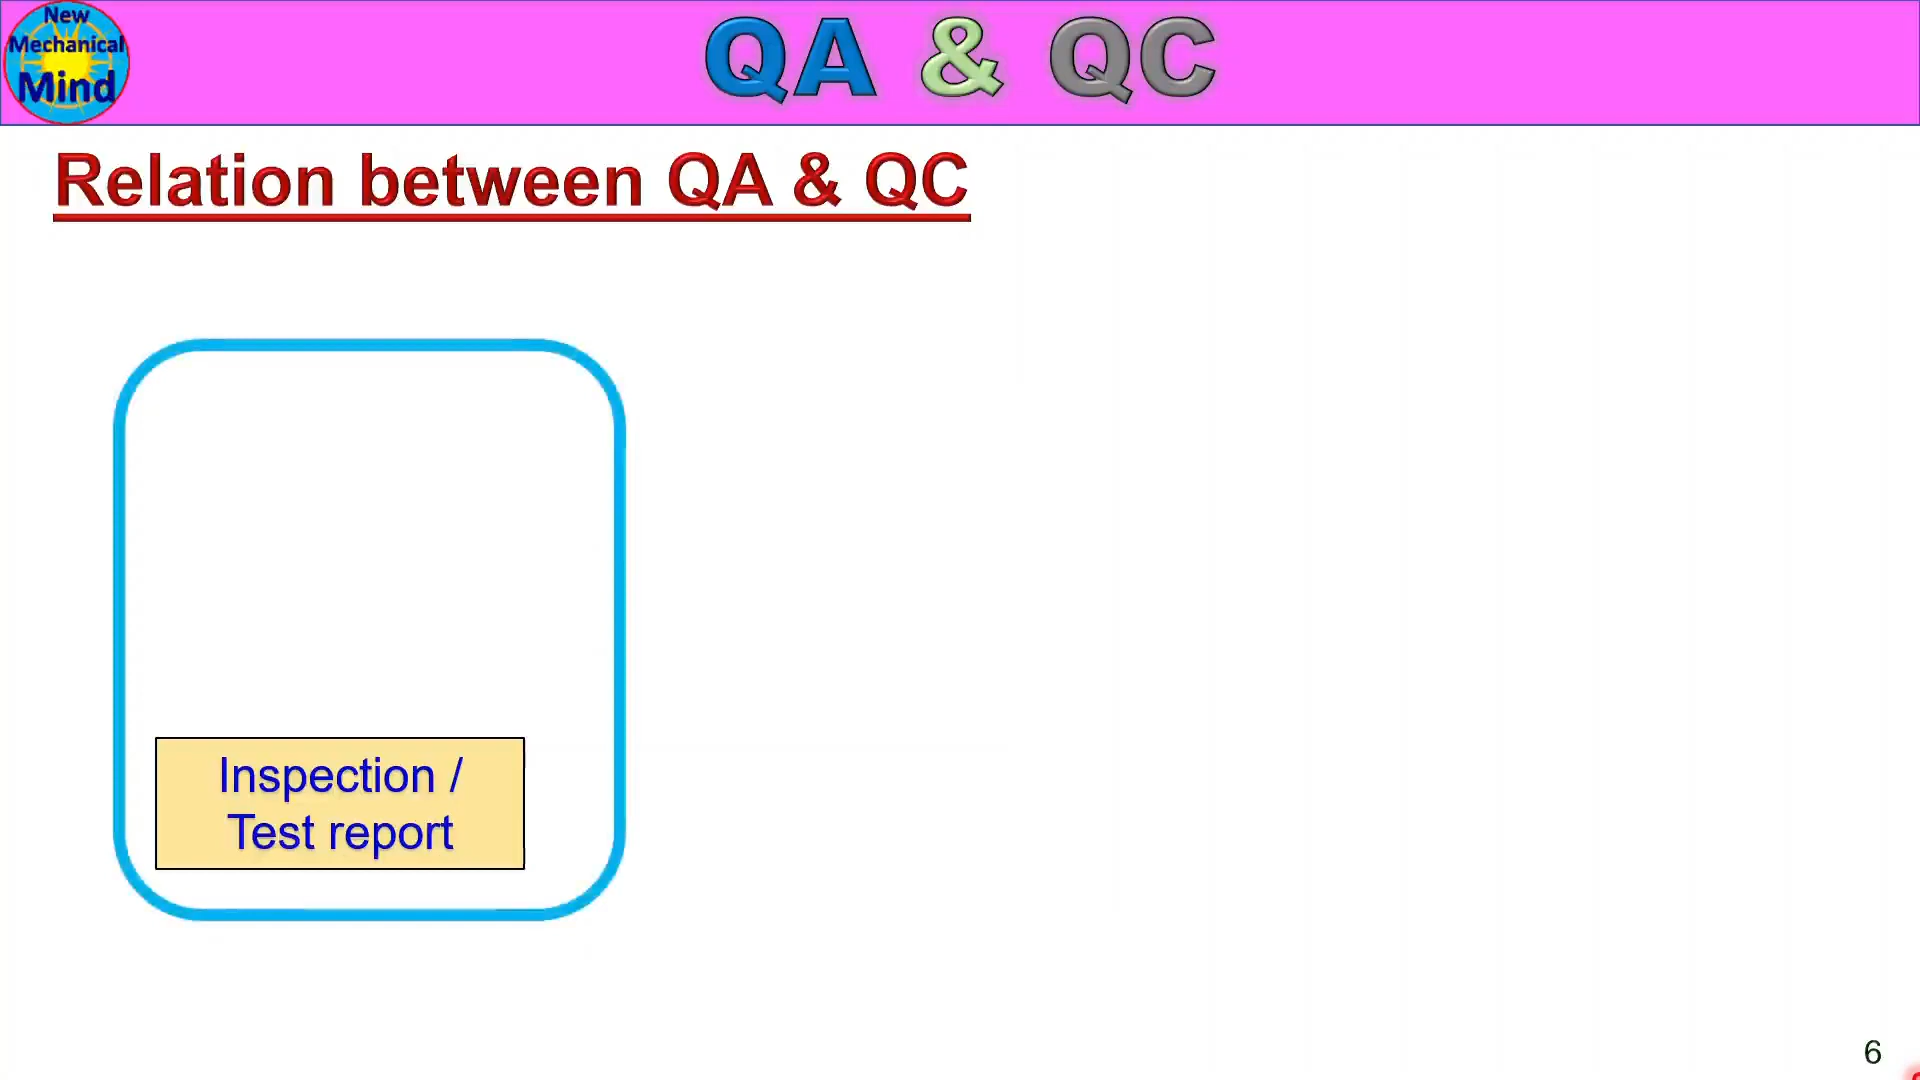 New
Mechanical
Mind
QA & QC
Relation between QA & QC
Inspection /
Test report
6